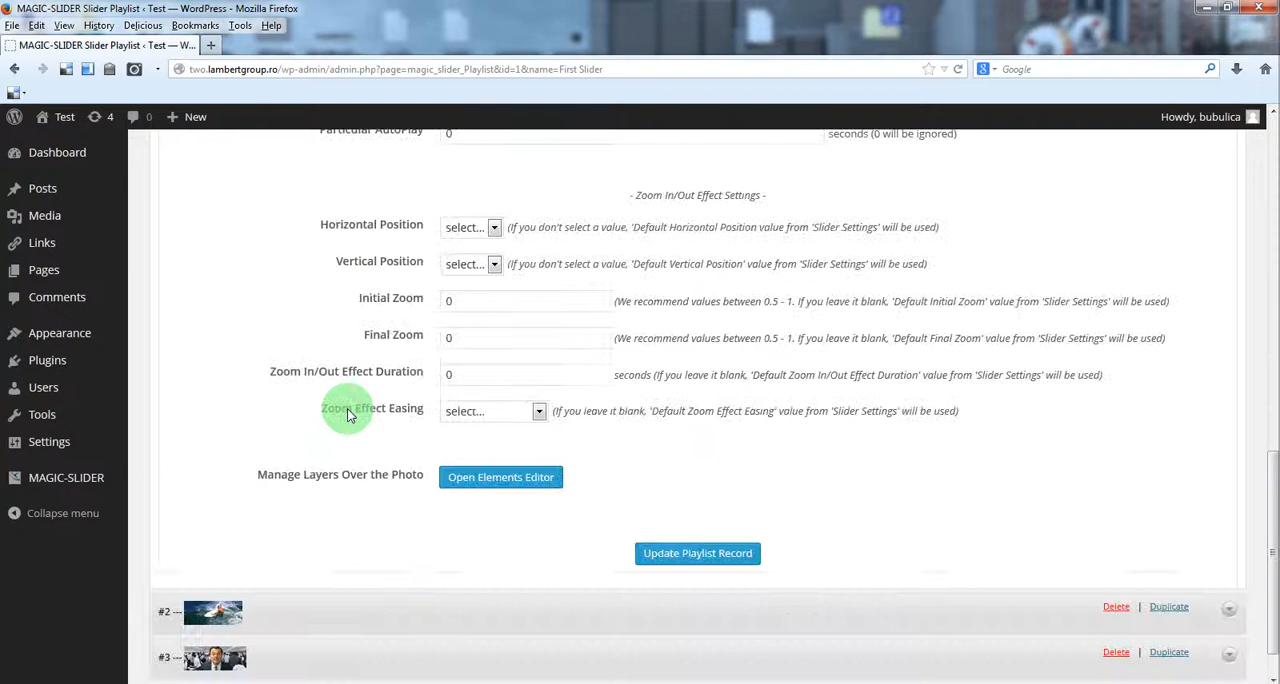 MAGIC-SLIDER Slider Playlist ‹ Test — WordPress - Mozilla Firefox
File Edit View History Delicious Bookmarks Tools Help
MAGIC-SLIDER Slider Playlist ‹ Test — W...
two.lambertgroup.ro/wp-admin/admin.php?page=magic_slider_Playlist&id=1&name=First Slider
Google
Test 4 0 New
Howdy, bubulica
Dashboard
Posts
Media
Links
Pages
Comments
Appearance
Plugins
Users
Tools
Settings
MAGIC-SLIDER
Collapse menu
Particular AutoPlay 0 seconds (0 will be ignored)
- Zoom In/Out Effect Settings -
Horizontal Position select... (If you don't select a value, 'Default Horizontal Position value from 'Slider Settings' will be used)
Vertical Position select... (If you don't select a value, 'Default Vertical Position' value from 'Slider Settings' will be used)
Initial Zoom 0 (We recommend values between 0.5 - 1. If you leave it blank, 'Default Initial Zoom' value from 'Slider Settings' will be used)
Final Zoom 0 (We recommend values between 0.5 - 1. If you leave it blank, 'Default Final Zoom' value from 'Slider Settings' will be used)
Zoom In/Out Effect Duration 0 seconds (If you leave it blank, 'Default Zoom In/Out Effect Duration' value from 'Slider Settings' will be used)
Zoom Effect Easing select... (If you leave it blank, 'Default Zoom Effect Easing' value from 'Slider Settings' will be used)
Manage Layers Over the Photo Open Elements Editor
Update Playlist Record
#2 --- Delete | Duplicate
#3 --- Delete | Duplicate